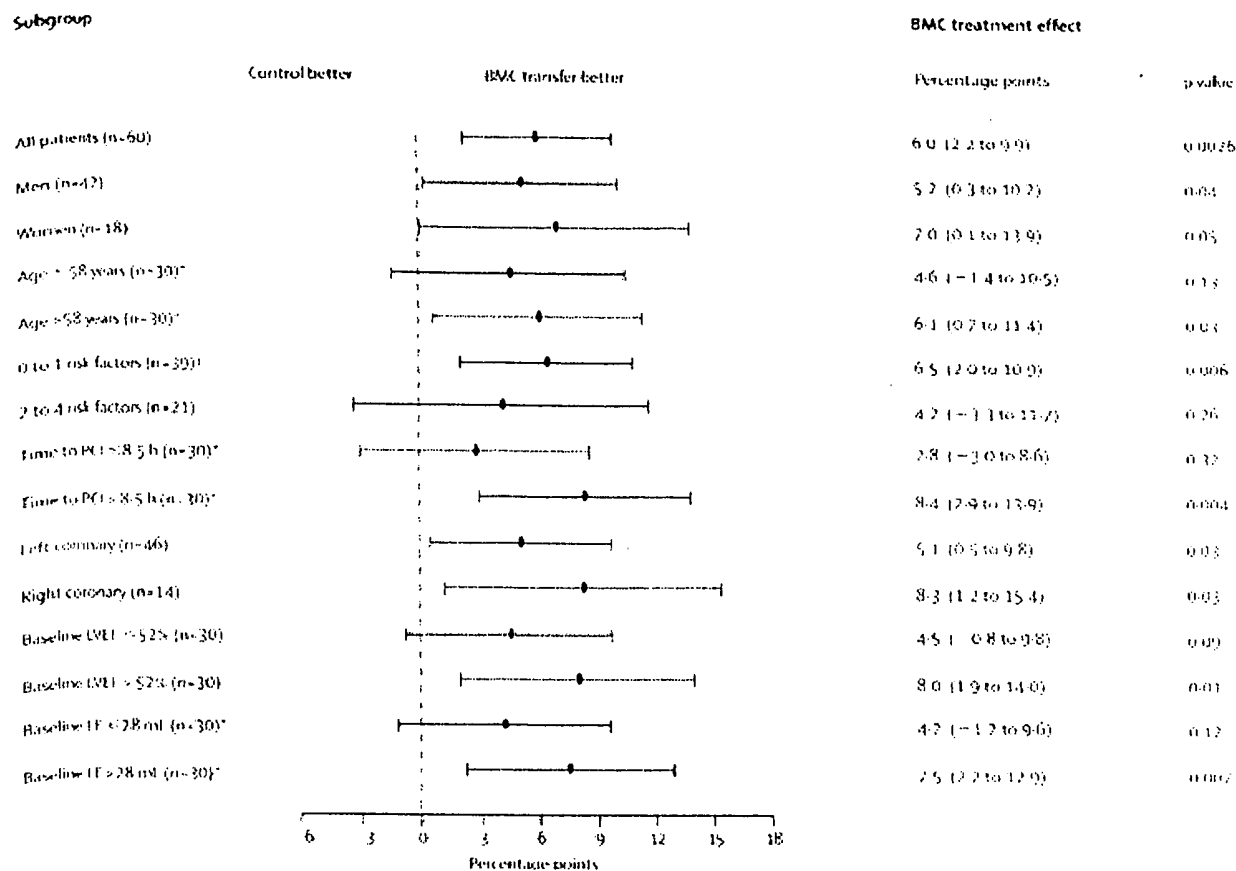 Subgroup BMC treatment effect
Control better BMC transfer better Percentage points p value
All patients (n=60) 6·0 (2·2 to 9·9) 0·0026
Men (n=42) 5·2 (0·3 to 10·2) 0·04
Women (n=18) 7·0 (0·1 to 13·9) 0·05
Age 58 years (n=30)* 4·6 (−1·4 to 10·5) 0·13
Age >58 years (n=30)* 6·1 (0·7 to 11·4) 0·03
0 to 1 risk factors (n=39)† 6·5 (2·0 to 10·9) 0·006
2 to 4 risk factors (n=21) 4·2 (−3·3 to 11·7) 0·26
Time to PCI 8·5 h (n=30)* 2·8 (−3·0 to 8·6) 0·32
Time to PCI >8·5 h (n=30)* 8·4 (2·9 to 13·9) 0·004
Left coronary (n=46) 5·1 (0·5 to 9·8) 0·03
Right coronary (n=14) 8·3 (1·2 to 15·4) 0·03
Baseline LVEF 52% (n=30) 4·5 (−0·8 to 9·8) 0·09
Baseline LVEF >52% (n=30) 8·0 (1·9 to 14·0) 0·01
Baseline 28 mL (n=30)* 4·2 (−1·2 to 9·6) 0·12
Baseline >28 mL (n=30)* 7·5 (2·2 to 12·9) 0·007
6 3 0 3 6 9 12 15 18
Percentage points